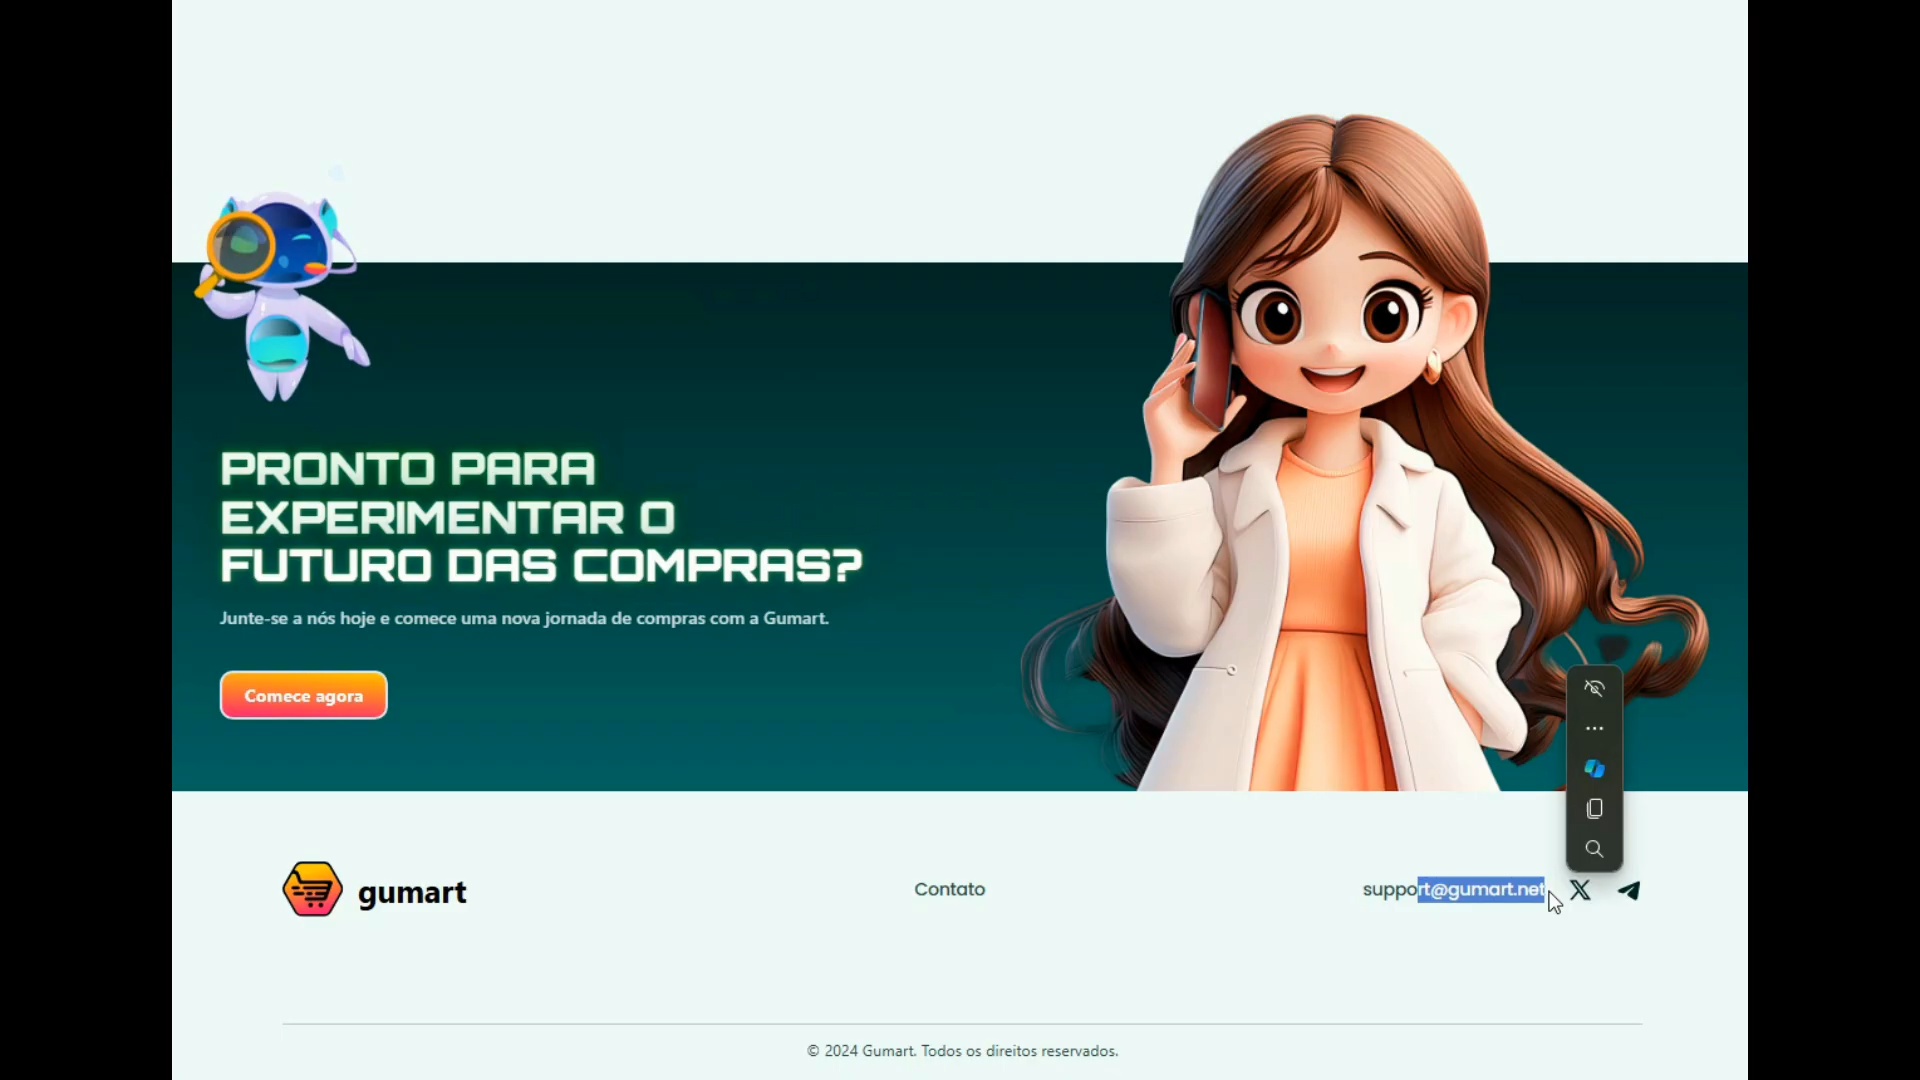 PRONTO PARA
EXPERIMENTAR O
FUTURO DAS COMPRAS?
Junte-se a nós hoje e comece uma nova jornada de compras com a Gumart.
Comece agora
gumart
Contato
support@gumart.net
© 2024 Gumart. Todos os direitos reservados.